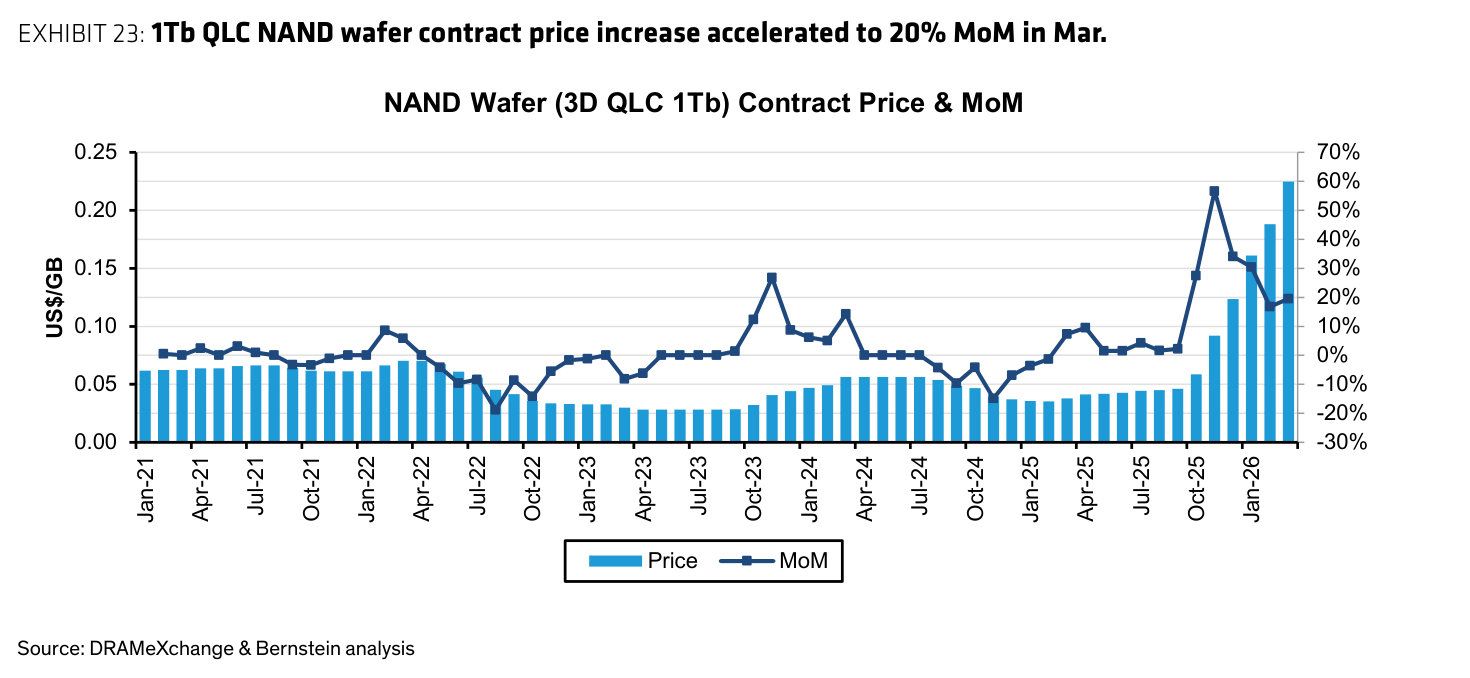 EXHIBIT 23: 1Tb QLC NAND wafer contract price increase accelerated to 20% MoM in Mar.
NAND Wafer (3D QLC 1Tb) Contract Price & MoM
0.25
0.20
0.15
0.10
0.05
0.00
US$/GB
70%
60%
50%
40%
30%
20%
10%
0%
-10%
-20%
-30%
Jan-21
Apr-21
Jul-21
Oct-21
Jan-22
Apr-22
Jul-22
Oct-22
Jan-23
Apr-23
Jul-23
Oct-23
Jan-24
Apr-24
Jul-24
Oct-24
Jan-25
Apr-25
Jul-25
Oct-25
Jan-26
Price
MoM
Source: DRAMeXchange & Bernstein analysis